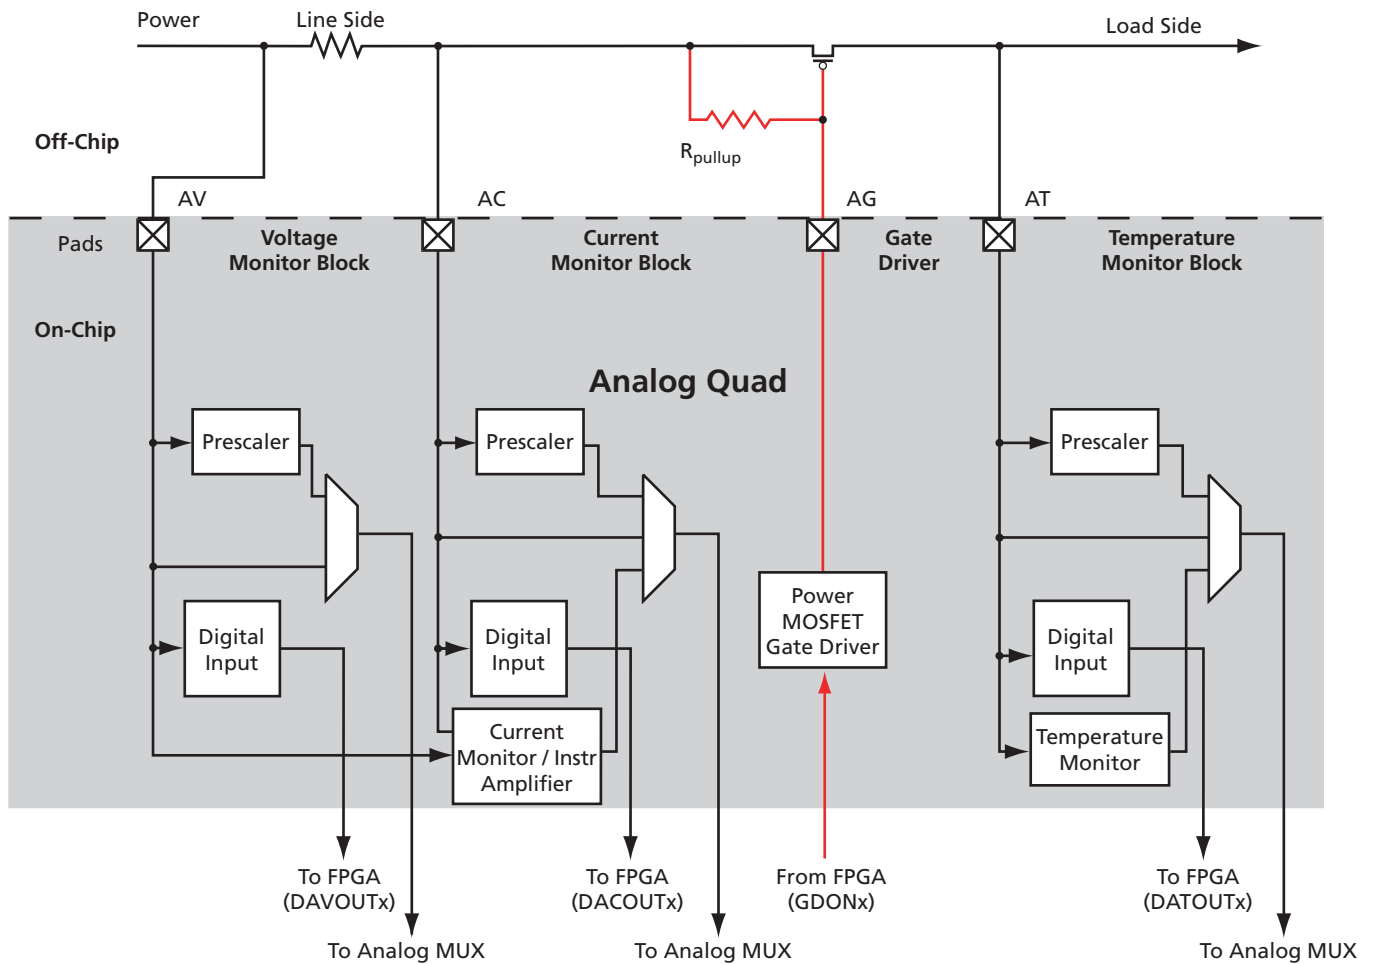 Power
Line Side
Load Side
Off-Chip
Rpullup
AV
AC
AG
AT
Pads
Voltage
Monitor Block
Current
Monitor Block
Gate
Driver
Temperature
Monitor Block
On-Chip
Analog Quad
Prescaler
Prescaler
Prescaler
Power
MOSFET
Gate Driver
Digital
Input
Digital
Input
Digital
Input
Current
Monitor / Instr
Amplifier
Temperature
Monitor
To FPGA
(DAVOUTx)
To FPGA
(DACOUTx)
From FPGA
(GDONx)
To FPGA
(DATOUTx)
To Analog MUX
To Analog MUX
To Analog MUX